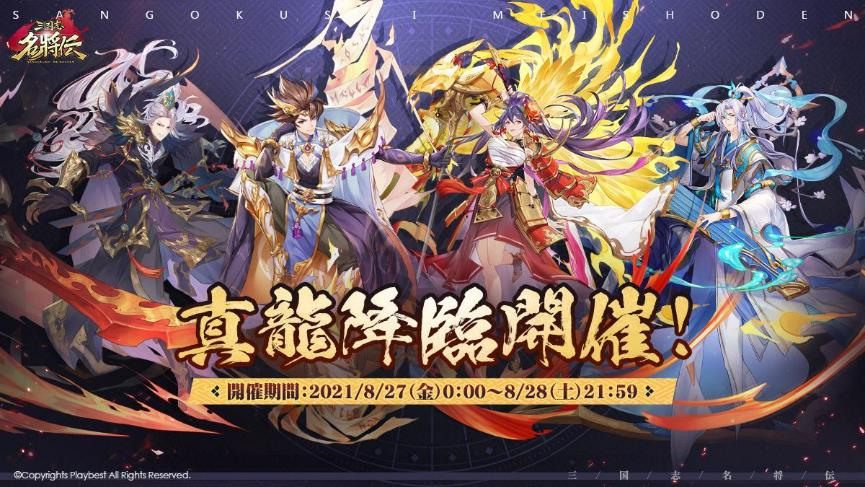 SANGOKUSHI MEISHODEN
三国志
名将伝
真龍降臨開催！
開催期間：2021/8/27(金)0:00～8/28(土)21:59
©Copyrights Playbest All Rights Reserved.
三／国／志／名／将／伝